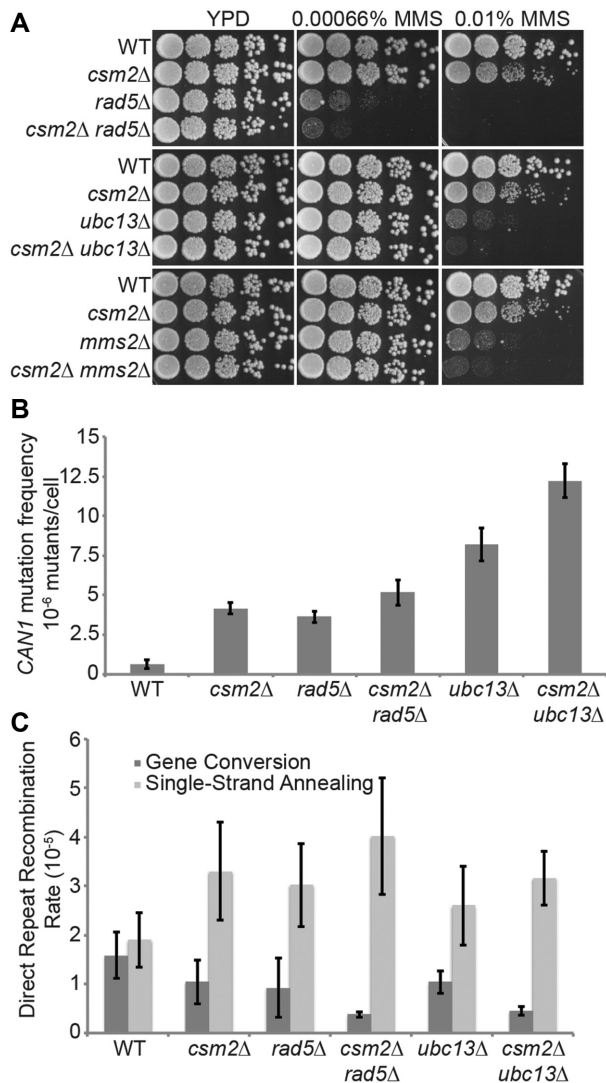 A
YPD 0.00066% MMS 0.01% MMS
WT
csm2Δ
rad5Δ
csm2Δ rad5Δ
WT
csm2Δ
ubc13Δ
csm2Δ ubc13Δ
WT
csm2Δ
mms2Δ
csm2Δ mms2Δ
B
CAN1 mutation frequency
10⁻⁶ mutants/cell
15
12.5
10
7.5
5
2.5
0
WT csm2Δ rad5Δ csm2Δ ubc13Δ csm2Δ
rad5Δ ubc13Δ
C
Direct Repeat Recombination
Rate (10⁻⁵)
6
5
4
3
2
1
0
Gene Conversion
Single-Strand Annealing
WT csm2Δ rad5Δ csm2Δ ubc13Δ csm2Δ
rad5Δ ubc13Δ